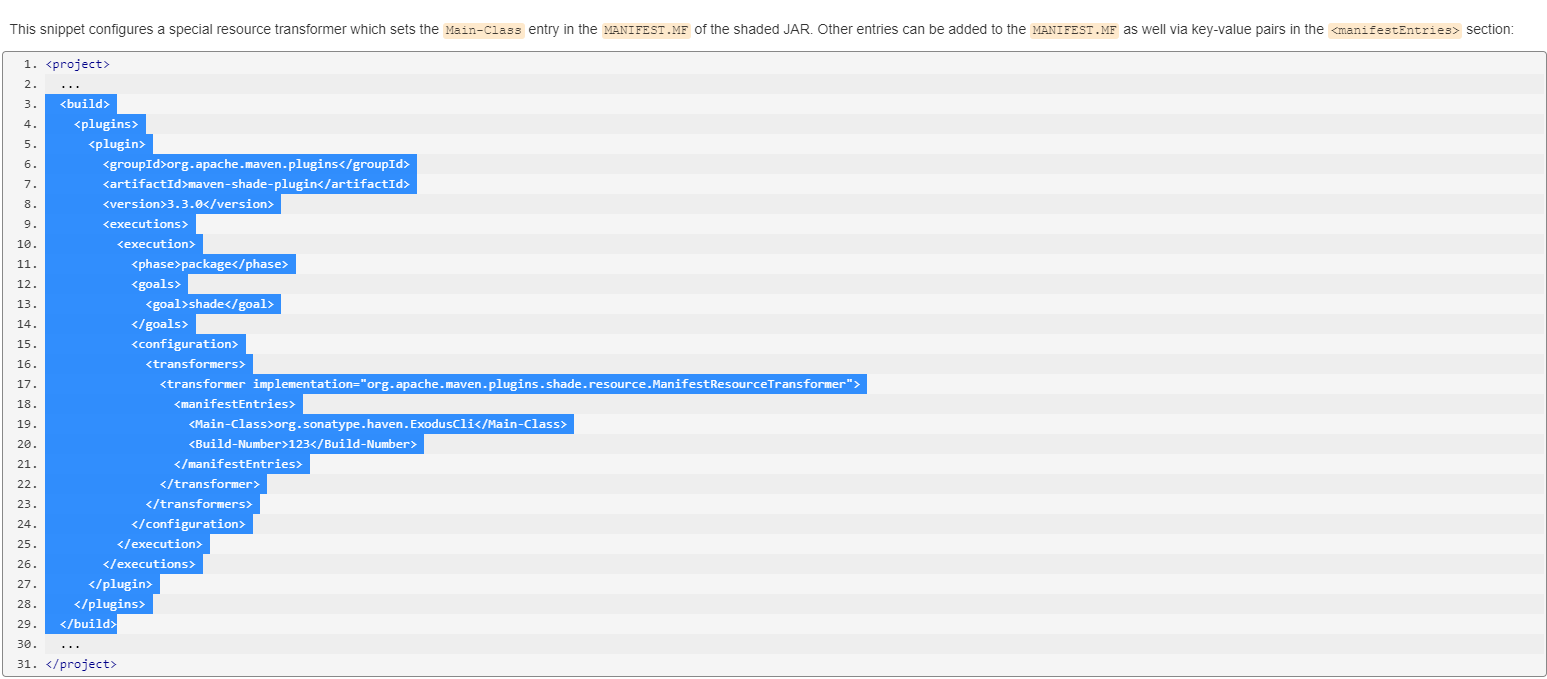 This snippet configures a special resource transformer which sets the Main-Class entry in the MANIFEST.MF of the shaded JAR. Other entries can be added to the MANIFEST.MF as well via key-value pairs in the <manifestEntries> section:
1. <project>
2.   ...
3.   <build>
4.     <plugins>
5.       <plugin>
6.         <groupId>org.apache.maven.plugins</groupId>
7.         <artifactId>maven-shade-plugin</artifactId>
8.         <version>3.3.0</version>
9.         <executions>
10.           <execution>
11.             <phase>package</phase>
12.             <goals>
13.               <goal>shade</goal>
14.             </goals>
15.             <configuration>
16.               <transformers>
17.                 <transformer implementation="org.apache.maven.plugins.shade.resource.ManifestResourceTransformer">
18.                   <manifestEntries>
19.                     <Main-Class>org.sonatype.haven.ExodusCli</Main-Class>
20.                     <Build-Number>123</Build-Number>
21.                   </manifestEntries>
22.                 </transformer>
23.               </transformers>
24.             </configuration>
25.           </execution>
26.         </executions>
27.       </plugin>
28.     </plugins>
29.   </build>
30.   ...
31. </project>